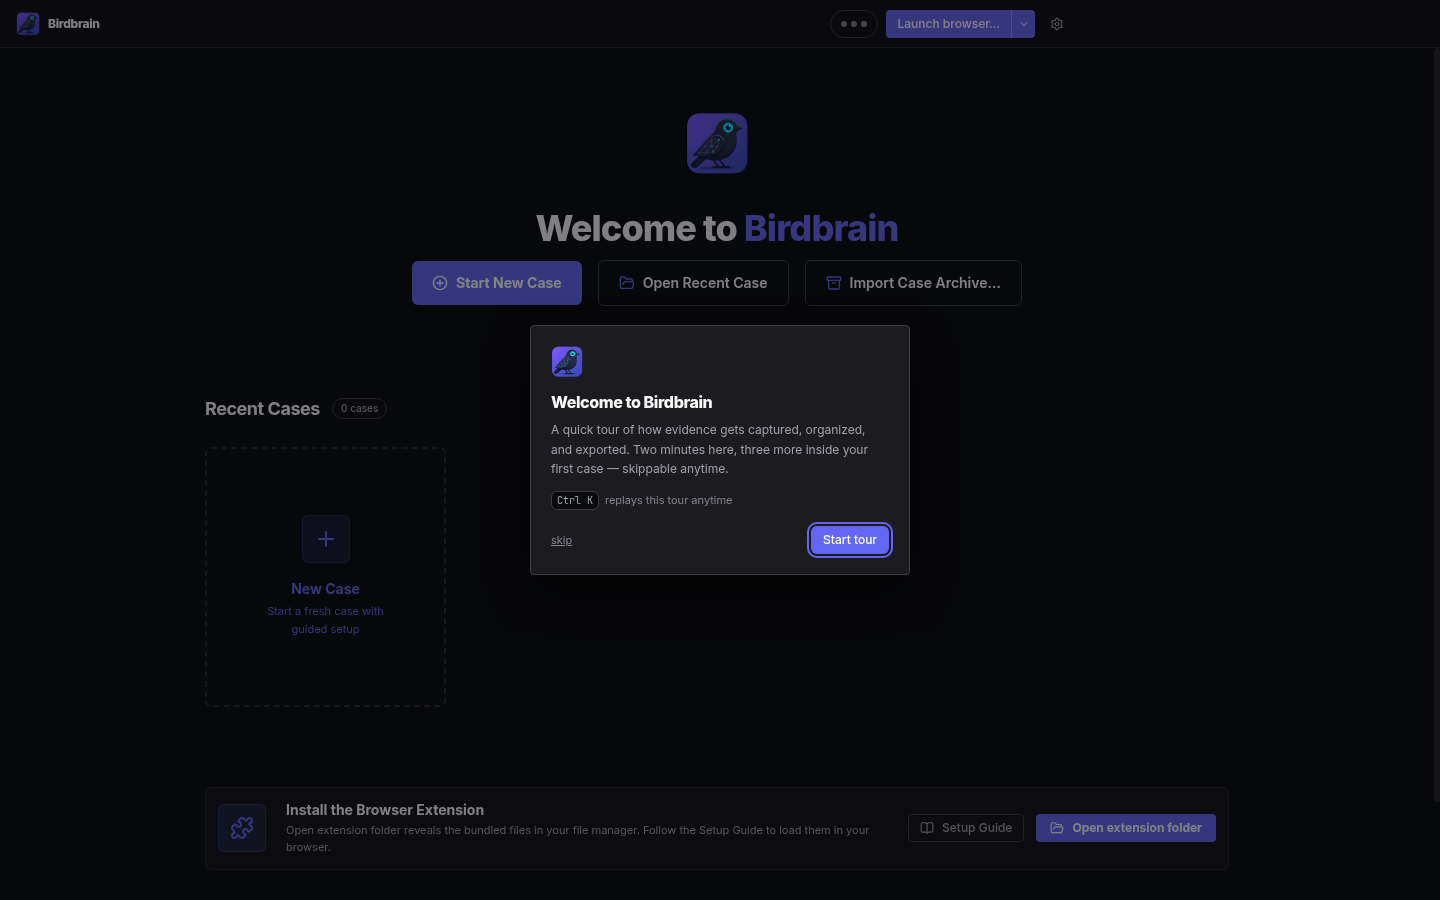 Birdbrain
Launch browser...
Welcome to Birdbrain
Start New Case
Open Recent Case
Import Case Archive...
Welcome to Birdbrain
A quick tour of how evidence gets captured, organized,
and exported. Two minutes here, three more inside your
first case — skippable anytime.
Ctrl K replays this tour anytime
skip
Start tour
Recent Cases
0 cases
New Case
Start a fresh case with
guided setup
Install the Browser Extension
Open extension folder reveals the bundled files in your file manager. Follow the Setup Guide to load them in your
browser.
Setup Guide
Open extension folder